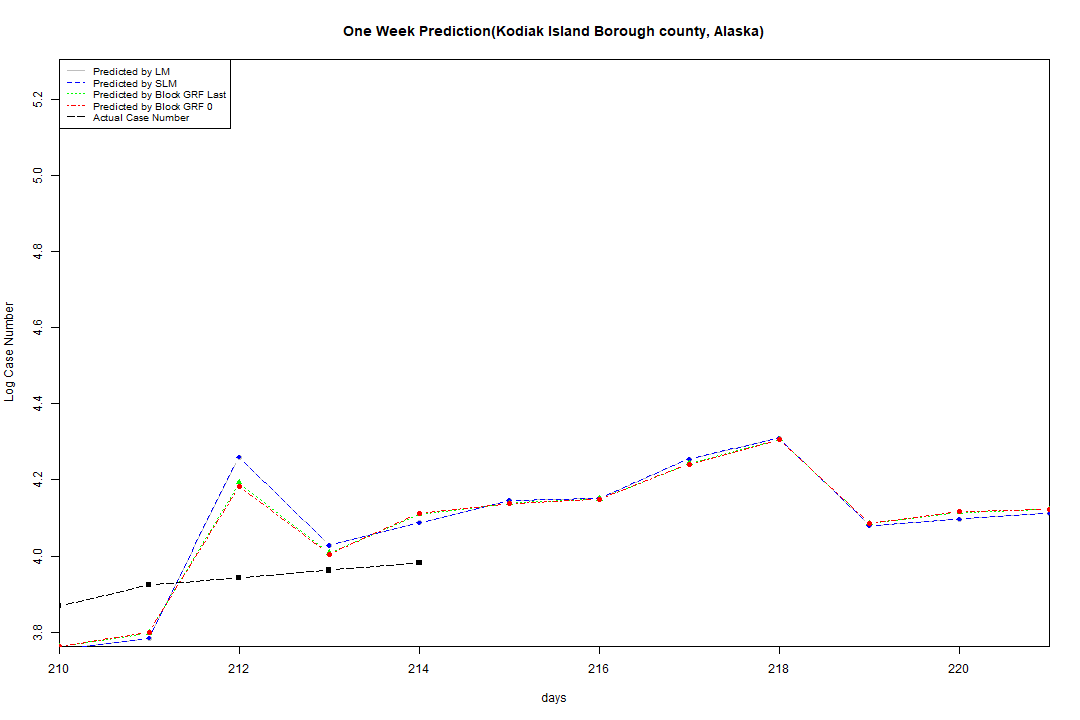 One Week Prediction(Kodiak Island Borough county, Alaska)
Predicted by LM
Predicted by SLM
Predicted by Block GRF Last
Predicted by Block GRF 0
Actual Case Number
5.2
5.0
4.8
4.6
4.4
4.2
4.0
3.8
Log Case Number
210 212 214 216 218 220
days